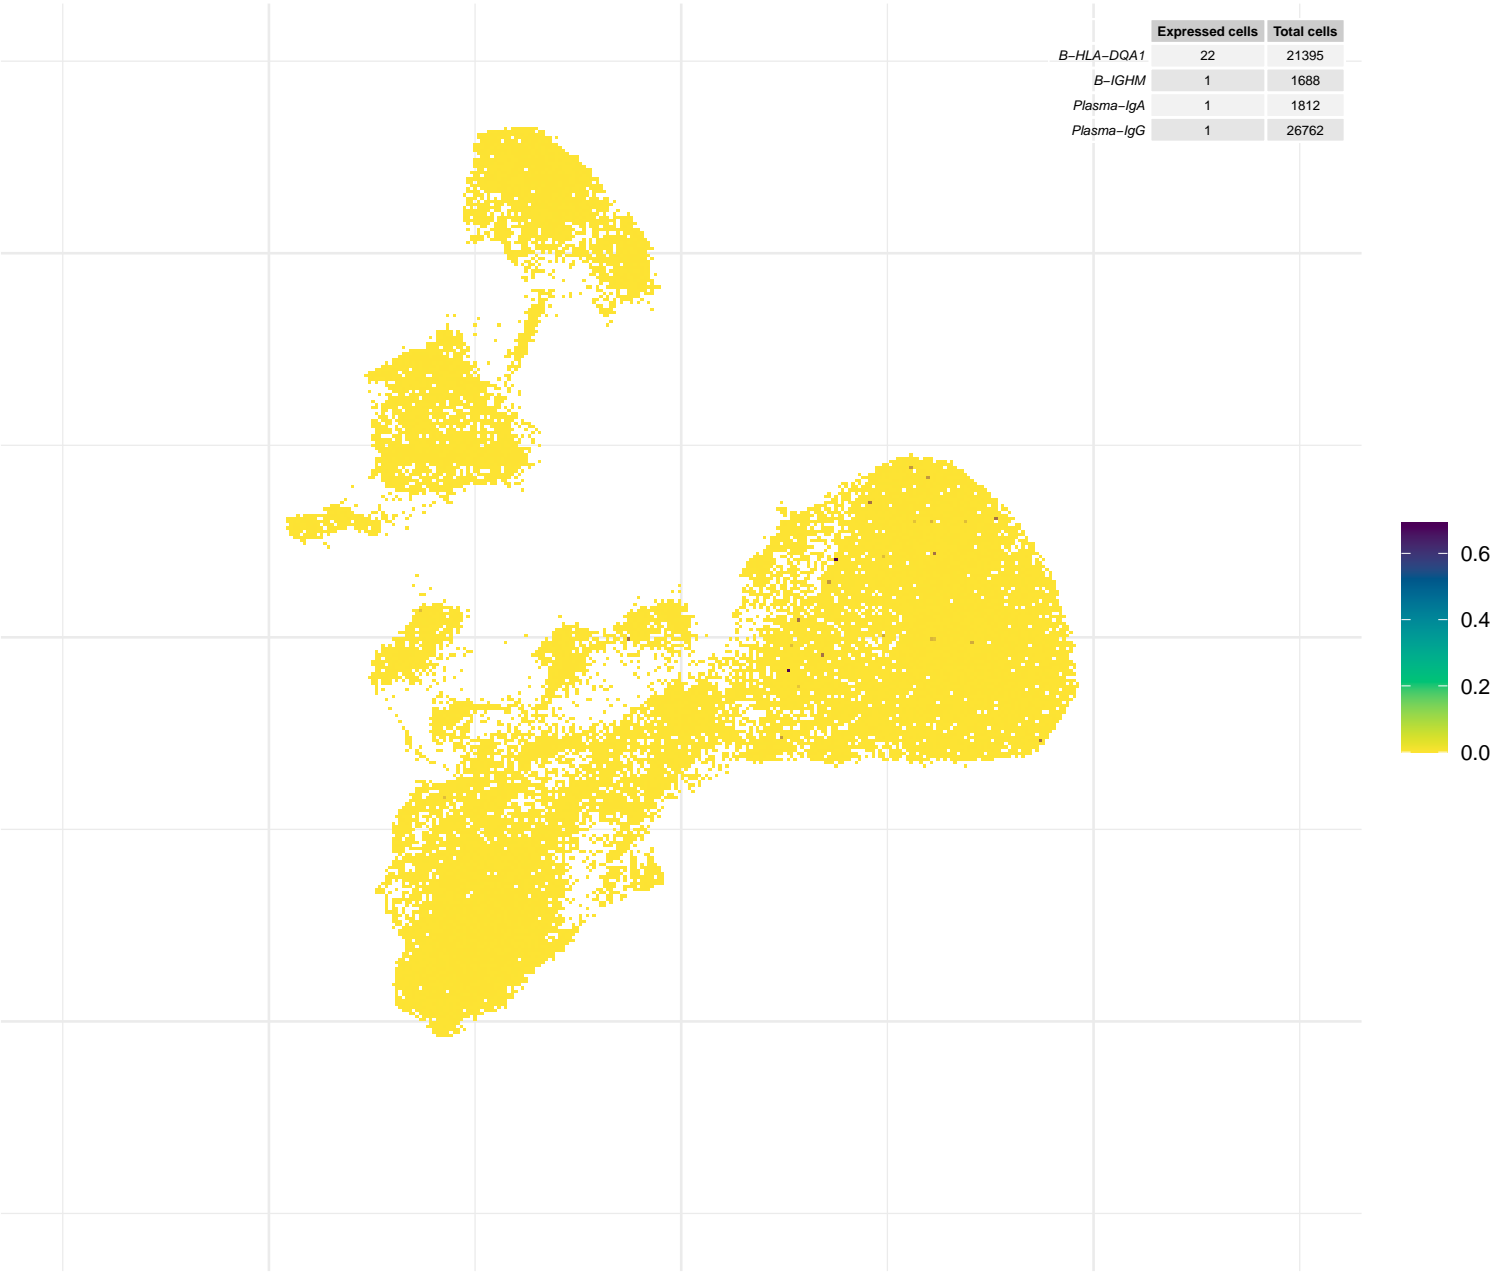 Expressed cells Total cells
B−HLA−DQA1 22 21395
B−IGHM 1 1688
Plasma−IgA 1 1812
Plasma−IgG 1 26762
0.6
0.4
0.2
0.0